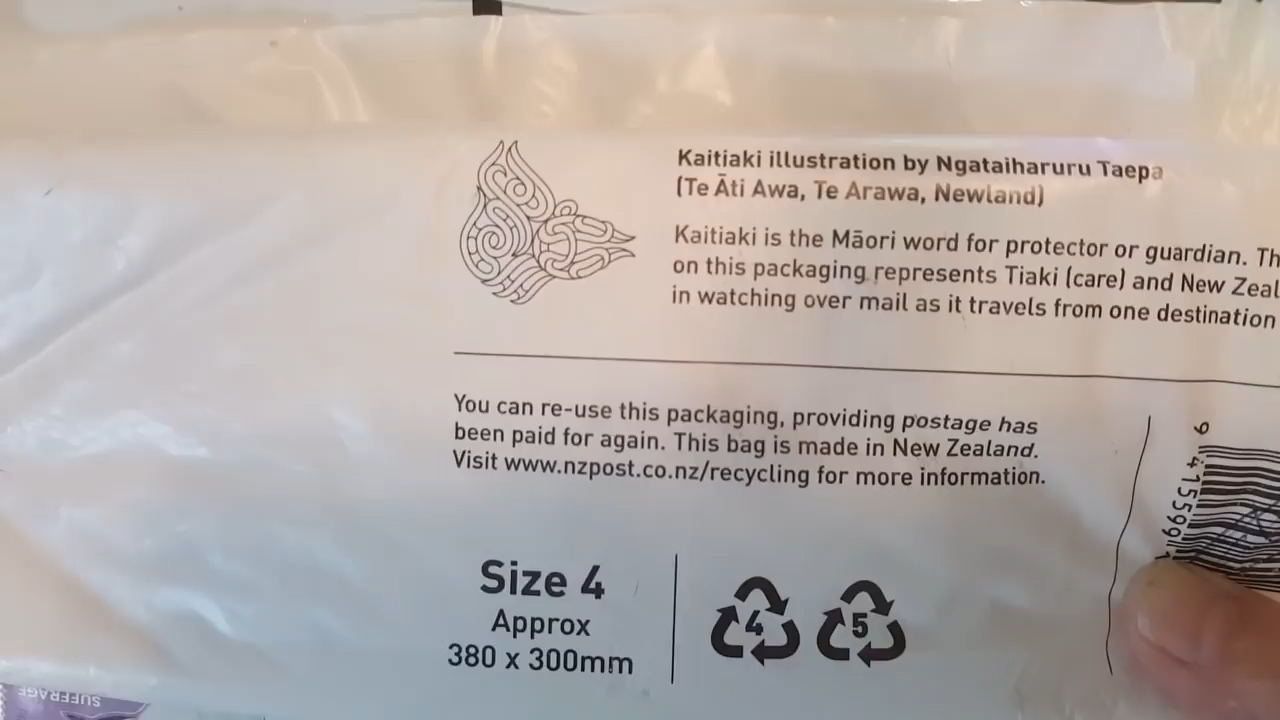 Kaitiaki illustration by Ngataiharuru Taepa
(Te Āti Awa, Te Arawa, Newland)
Kaitiaki is the Māori word for protector or guardian. Th
on this packaging represents Tiaki (care) and New Zeal
in watching over mail as it travels from one destination
You can re-use this packaging, providing postage has
been paid for again. This bag is made in New Zealand.
Visit www.nzpost.co.nz/recycling for more information.
Size 4
Approx
380 x 300mm
4 5
9 415599 1
SUFFRAGE